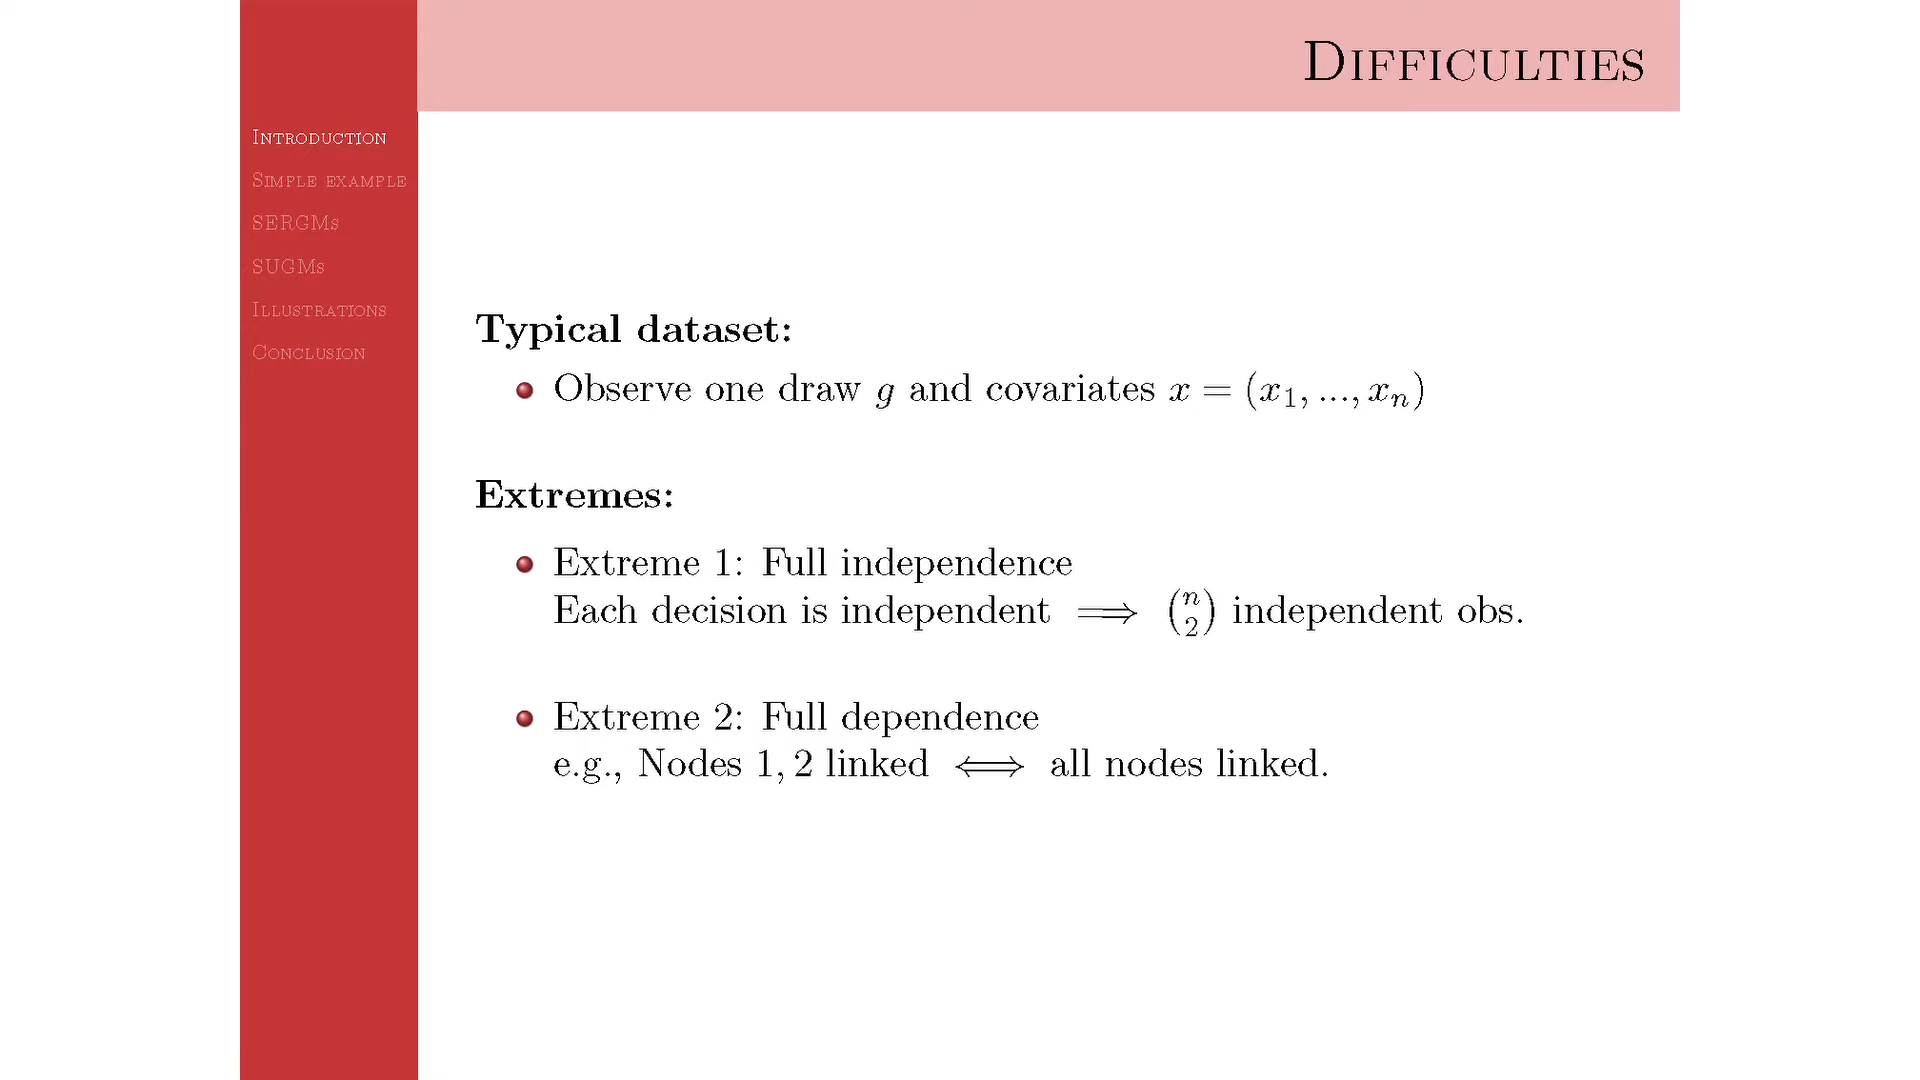 Difficulties
Introduction
Simple example
SERGMs
SUGMs
Illustrations
Conclusion
Typical dataset:
Observe one draw g and covariates x = (x₁, ..., xₙ)
Extremes:
Extreme 1: Full independence
Each decision is independent ⟹ (n 2) independent obs.
Extreme 2: Full dependence
e.g., Nodes 1, 2 linked ⟺ all nodes linked.